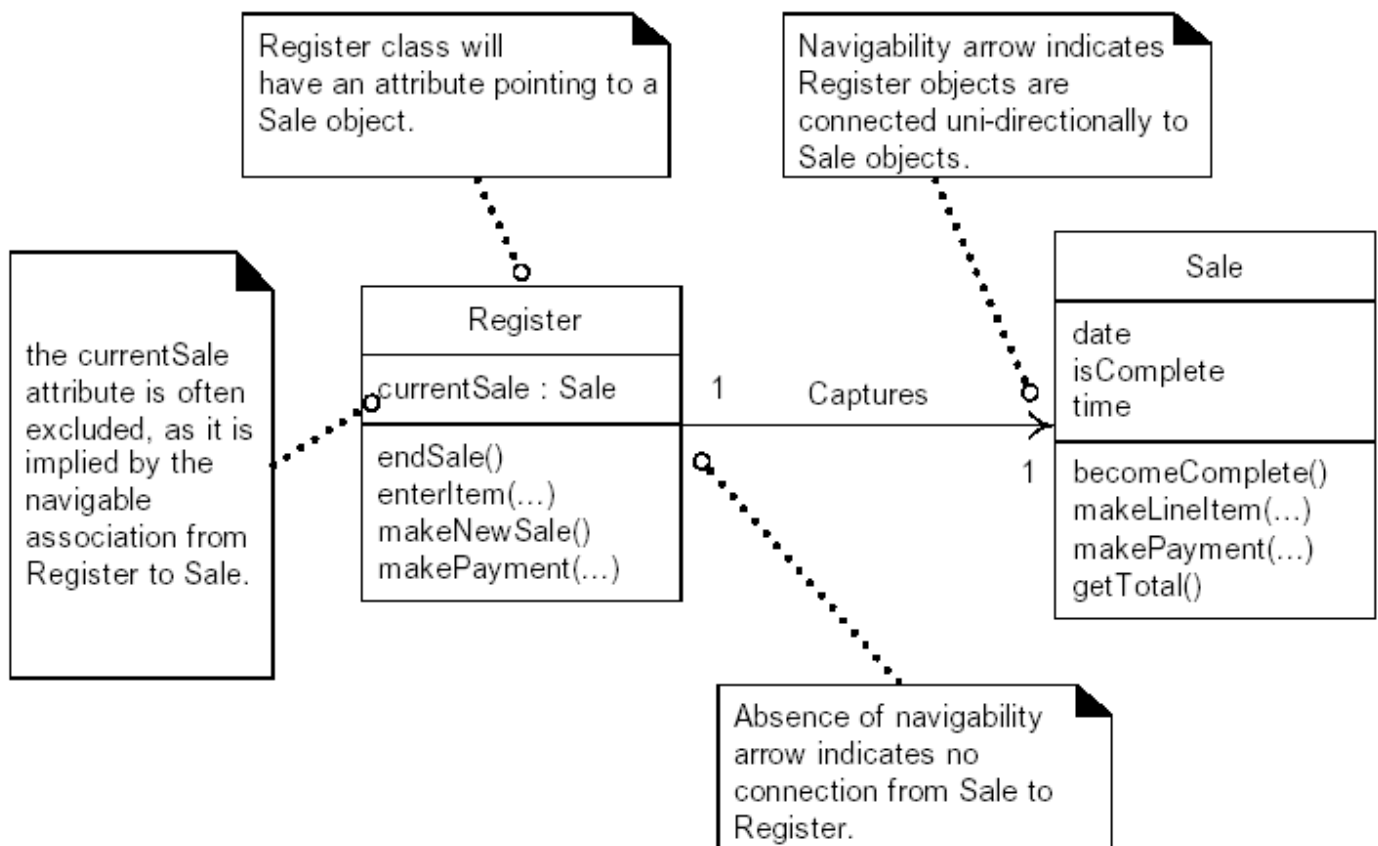 Register class will
have an attribute pointing to a
Sale object.
Navigability arrow indicates
Register objects are
connected uni-directionally to
Sale objects.
the currentSale
attribute is often
excluded, as it is
implied by the
navigable
association from
Register to Sale.
Register
currentSale : Sale
endSale()
enterItem(...)
makeNewSale()
makePayment(...)
1
Captures
1
Sale
date
isComplete
time
becomeComplete()
makeLineItem(...)
makePayment(...)
getTotal()
Absence of navigability
arrow indicates no
connection from Sale to
Register.